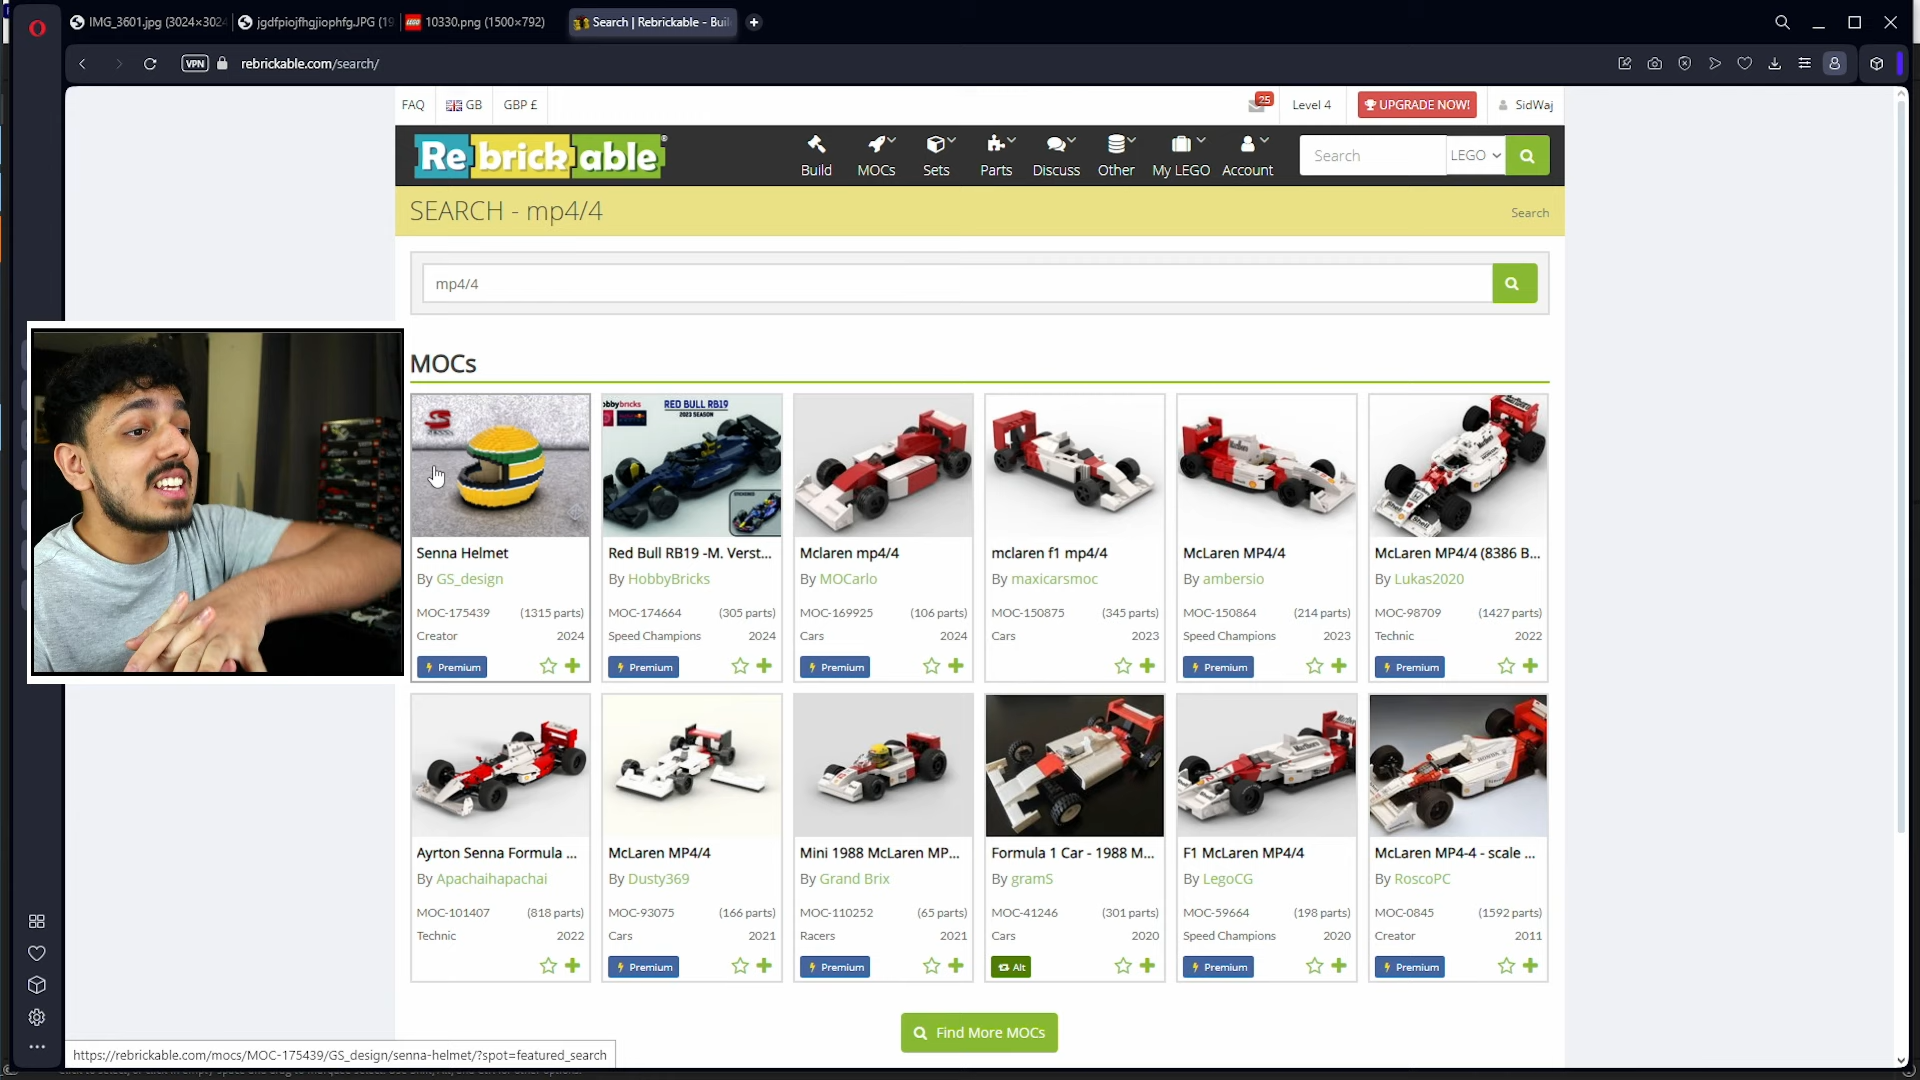 IMG_3601.jpg (3024×302
jgdfpiojfhgjiophfg.JPG (19
10330.png (1500×792)
Search | Rebrickable - Buil
VPN
rebrickable.com/search/
FAQ
GB
GBP £
25
Level 4
UPGRADE NOW!
SidWaj
Rebrickable®
Build
MOCs
Sets
Parts
Discuss
Other
My LEGO
Account
Search
LEGO
SEARCH - mp4/4
Search
mp4/4
MOCs
SENNA
obbybricks
RED BULL RB19
2023 SEASON
Senna Helmet
By GS_design
MOC-175439 (1315 parts)
Creator 2024
Premium
Red Bull RB19 -M. Verst...
By HobbyBricks
MOC-174664 (305 parts)
Speed Champions 2024
Premium
Mclaren mp4/4
By MOCarlo
MOC-169925 (106 parts)
Cars 2024
Premium
mclaren f1 mp4/4
By maxicarsmoc
MOC-150875 (345 parts)
Cars 2023
McLaren MP4/4
By ambersio
MOC-150864 (214 parts)
Speed Champions 2023
Premium
McLaren MP4/4 (8386 B...
By Lukas2020
MOC-98709 (1427 parts)
Technic 2022
Premium
Ayrton Senna Formula ...
By Apachaihapachai
MOC-101407 (818 parts)
Technic 2022
McLaren MP4/4
By Dusty369
MOC-93075 (166 parts)
Cars 2021
Premium
Mini 1988 McLaren MP...
By Grand Brix
MOC-110252 (65 parts)
Racers 2021
Premium
Formula 1 Car - 1988 M...
By gramS
MOC-41246 (301 parts)
Cars 2020
Alt
F1 McLaren MP4/4
By LegoCG
MOC-59664 (198 parts)
Speed Champions 2020
Premium
McLaren MP4-4 - scale ...
By RoscoPC
MOC-0845 (1592 parts)
Creator 2011
Premium
Find More MOCs
https://rebrickable.com/mocs/MOC-175439/GS_design/senna-helmet/?spot=featured_search